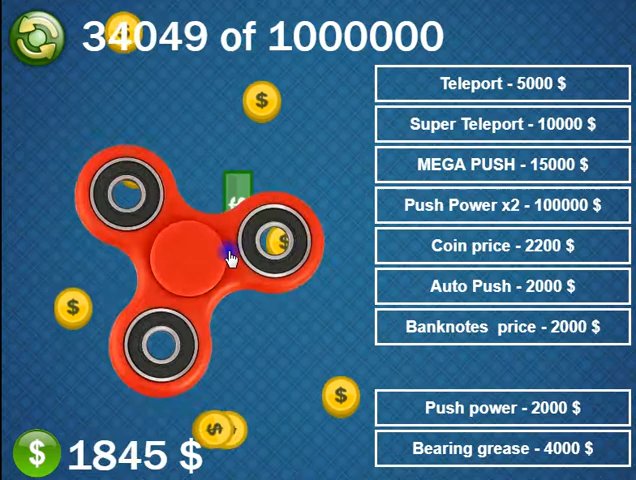 34049 of 1000000
Teleport - 5000 $
Super Teleport - 10000 $
MEGA PUSH - 15000 $
Push Power x2 - 100000 $
Coin price - 2200 $
Auto Push - 2000 $
Banknotes price - 2000 $
Push power - 2000 $
Bearing grease - 4000 $
$ 1845 $